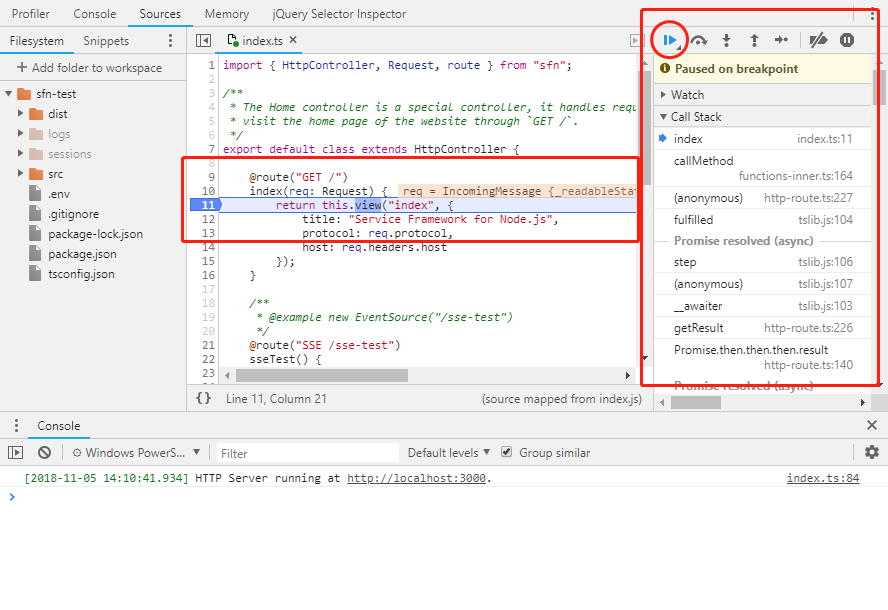 Profiler Console Sources Memory jQuery Selector Inspector
Filesystem Snippets
index.ts
Add folder to workspace
sfn-test
dist
logs
sessions
src
.env
.gitignore
package-lock.json
package.json
tsconfig.json
1 import { HttpController, Request, route } from "sfn";
2
3 /**
4 * The Home controller is a special controller, it handles requ
5 * visit the home page of the website through `GET /`.
6 */
7 export default class extends HttpController {
8
9 @route("GET /")
10 index(req: Request) { req = IncomingMessage {_readableStat
11 return this.view("index", {
12 title: "Service Framework for Node.js",
13 protocol: req.protocol,
14 host: req.headers.host
15 });
16 }
17
18 /**
19 * @example new EventSource("/sse-test")
20 */
21 @route("SSE /sse-test")
22 sseTest() {
23
{} Line 11, Column 21 (source mapped from index.js)
Paused on breakpoint
Watch
Call Stack
index index.ts:11
callMethod
functions-inner.ts:164
(anonymous) http-route.ts:227
fulfilled tslib.js:104
Promise resolved (async)
step tslib.js:106
(anonymous) tslib.js:107
__awaiter tslib.js:103
getResult http-route.ts:226
Promise.then.then.then.result
http-route.ts:140
Promise resolved (async)
Console
Windows PowerS... Filter Default levels Group similar
[2018-11-05 14:10:41.934] HTTP Server running at http://localhost:3000. index.ts:84